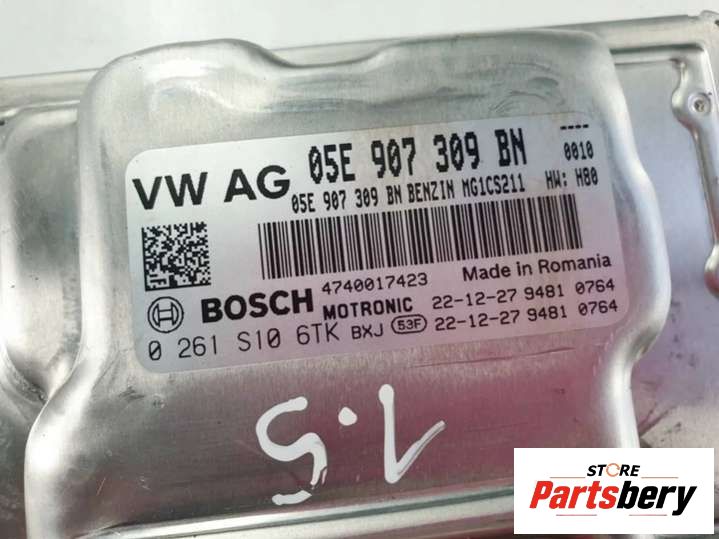 VW AG 05E 907 309 BN ---- 0010
05E 907 309 BN BENZIN MG1CS211 HW: H80
4740017423 Made in Romania
BOSCH MOTRONIC 22-12-27 9481 0764
0 261 S10 6TK BXJ 53F 22-12-27 9481 0764
1.5
STORE
Partsbery